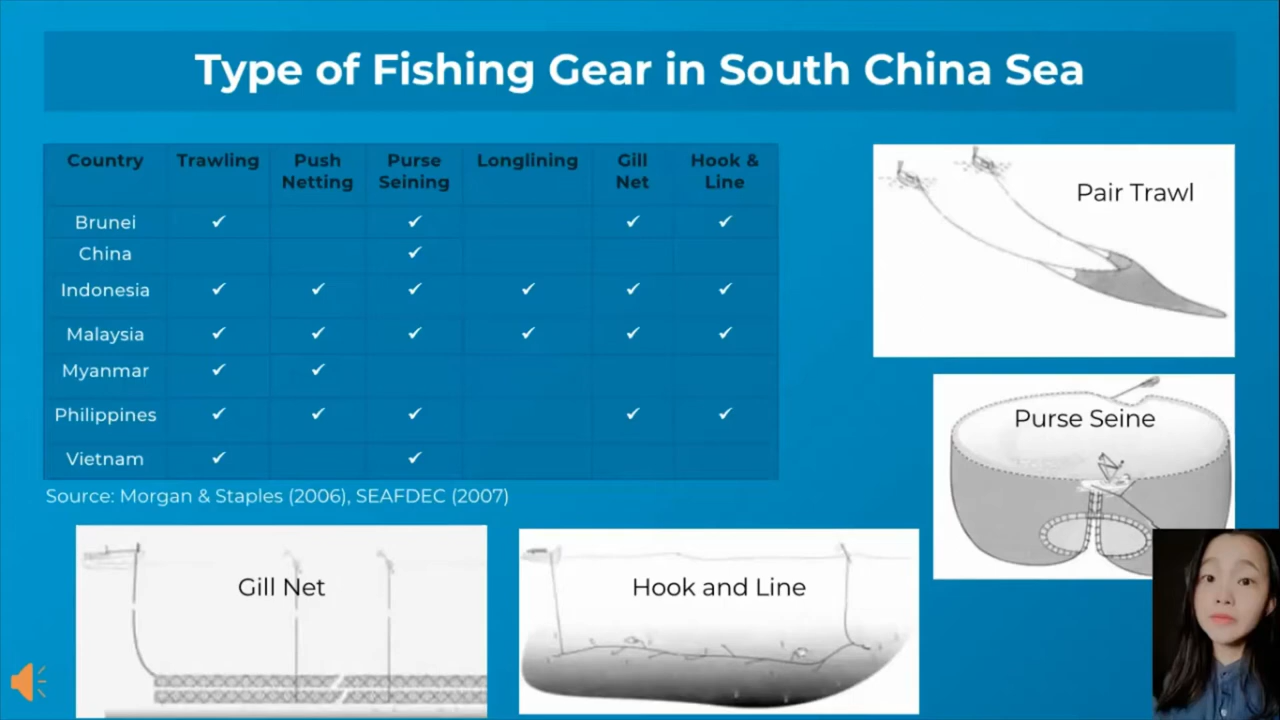 Type of Fishing Gear in South China Sea
Country Trawling Push Netting Purse Seining Longlining Gill Net Hook & Line
Brunei ✓ ✓ ✓ ✓
China ✓
Indonesia ✓ ✓ ✓ ✓ ✓ ✓
Malaysia ✓ ✓ ✓ ✓ ✓ ✓
Myanmar ✓ ✓
Philippines ✓ ✓ ✓ ✓ ✓
Vietnam ✓ ✓
Source: Morgan & Staples (2006), SEAFDEC (2007)
Pair Trawl
Purse Seine
Gill Net
Hook and Line